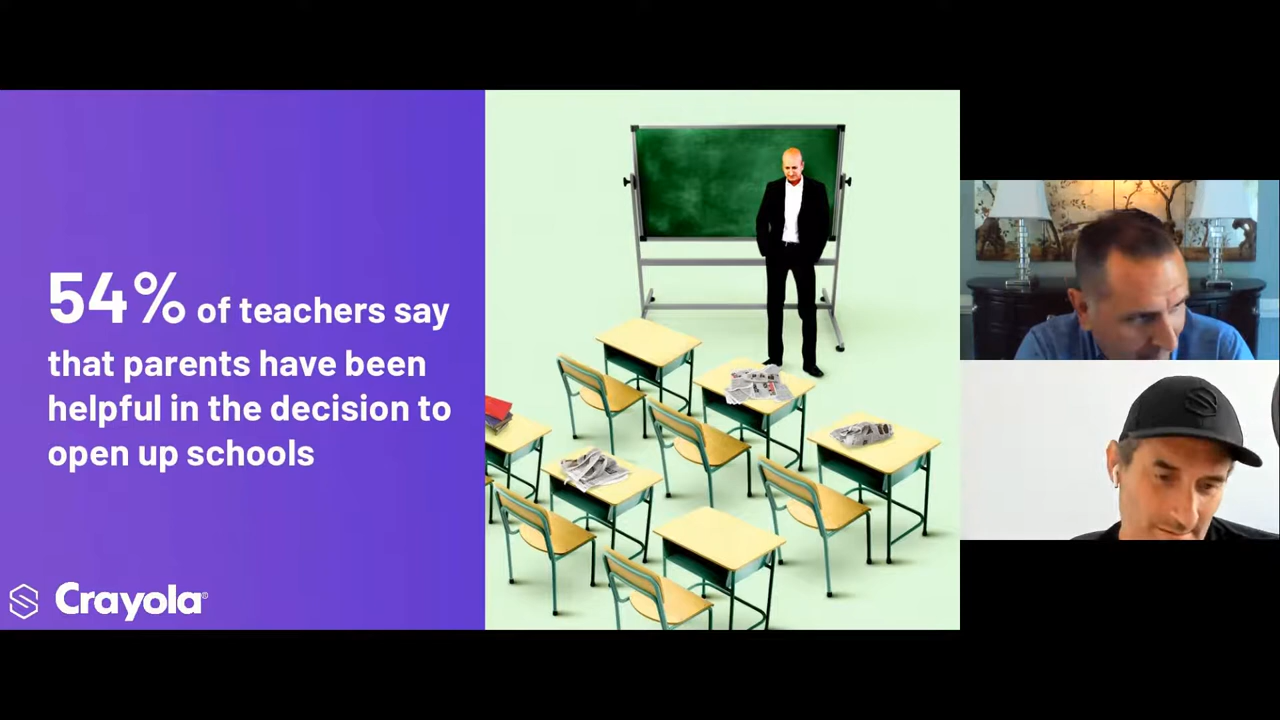 54% of teachers say
that parents have been
helpful in the decision to
open up schools
Crayola®